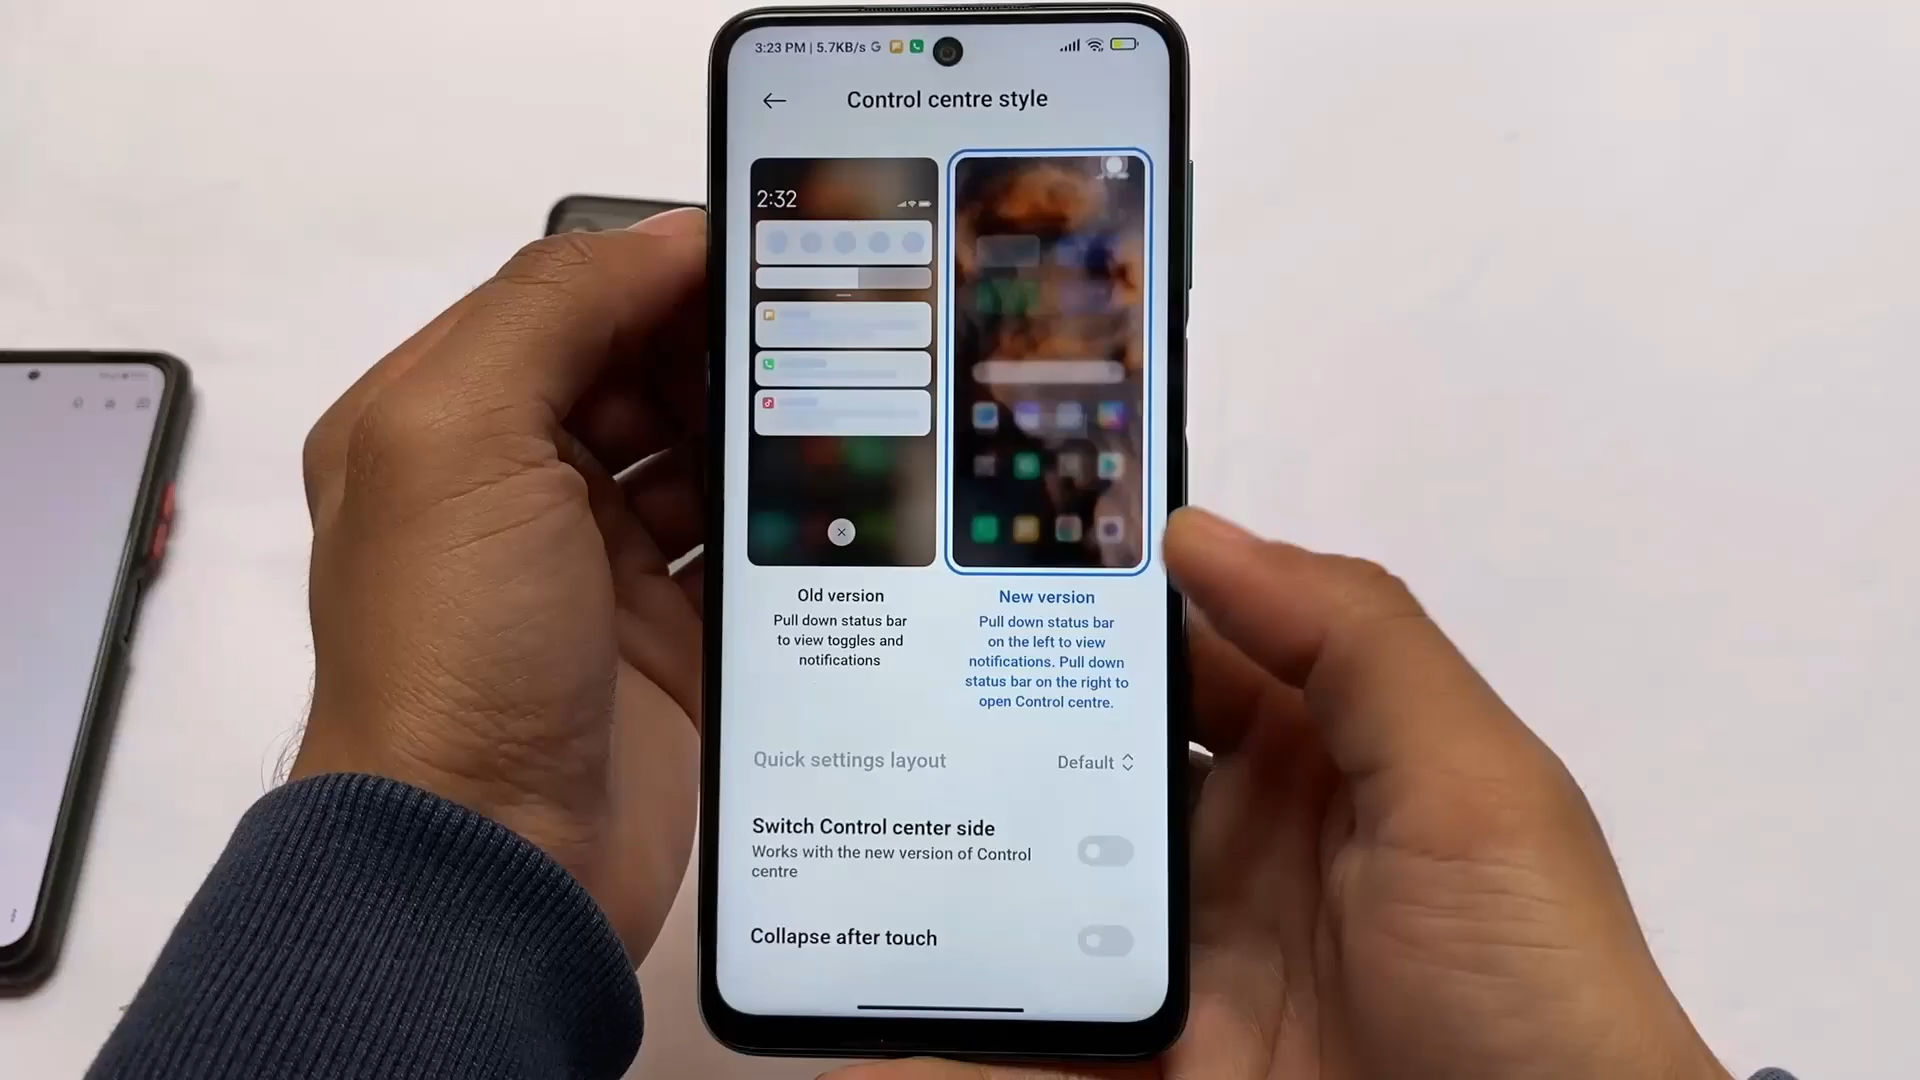 3:23 PM | 5.7KB/s G
Control centre style
2:32
Old version
Pull down status bar
to view toggles and
notifications
New version
Pull down status bar
on the left to view
notifications. Pull down
status bar on the right to
open Control centre.
Quick settings layout
Default
Switch Control center side
Works with the new version of Control
centre
Collapse after touch